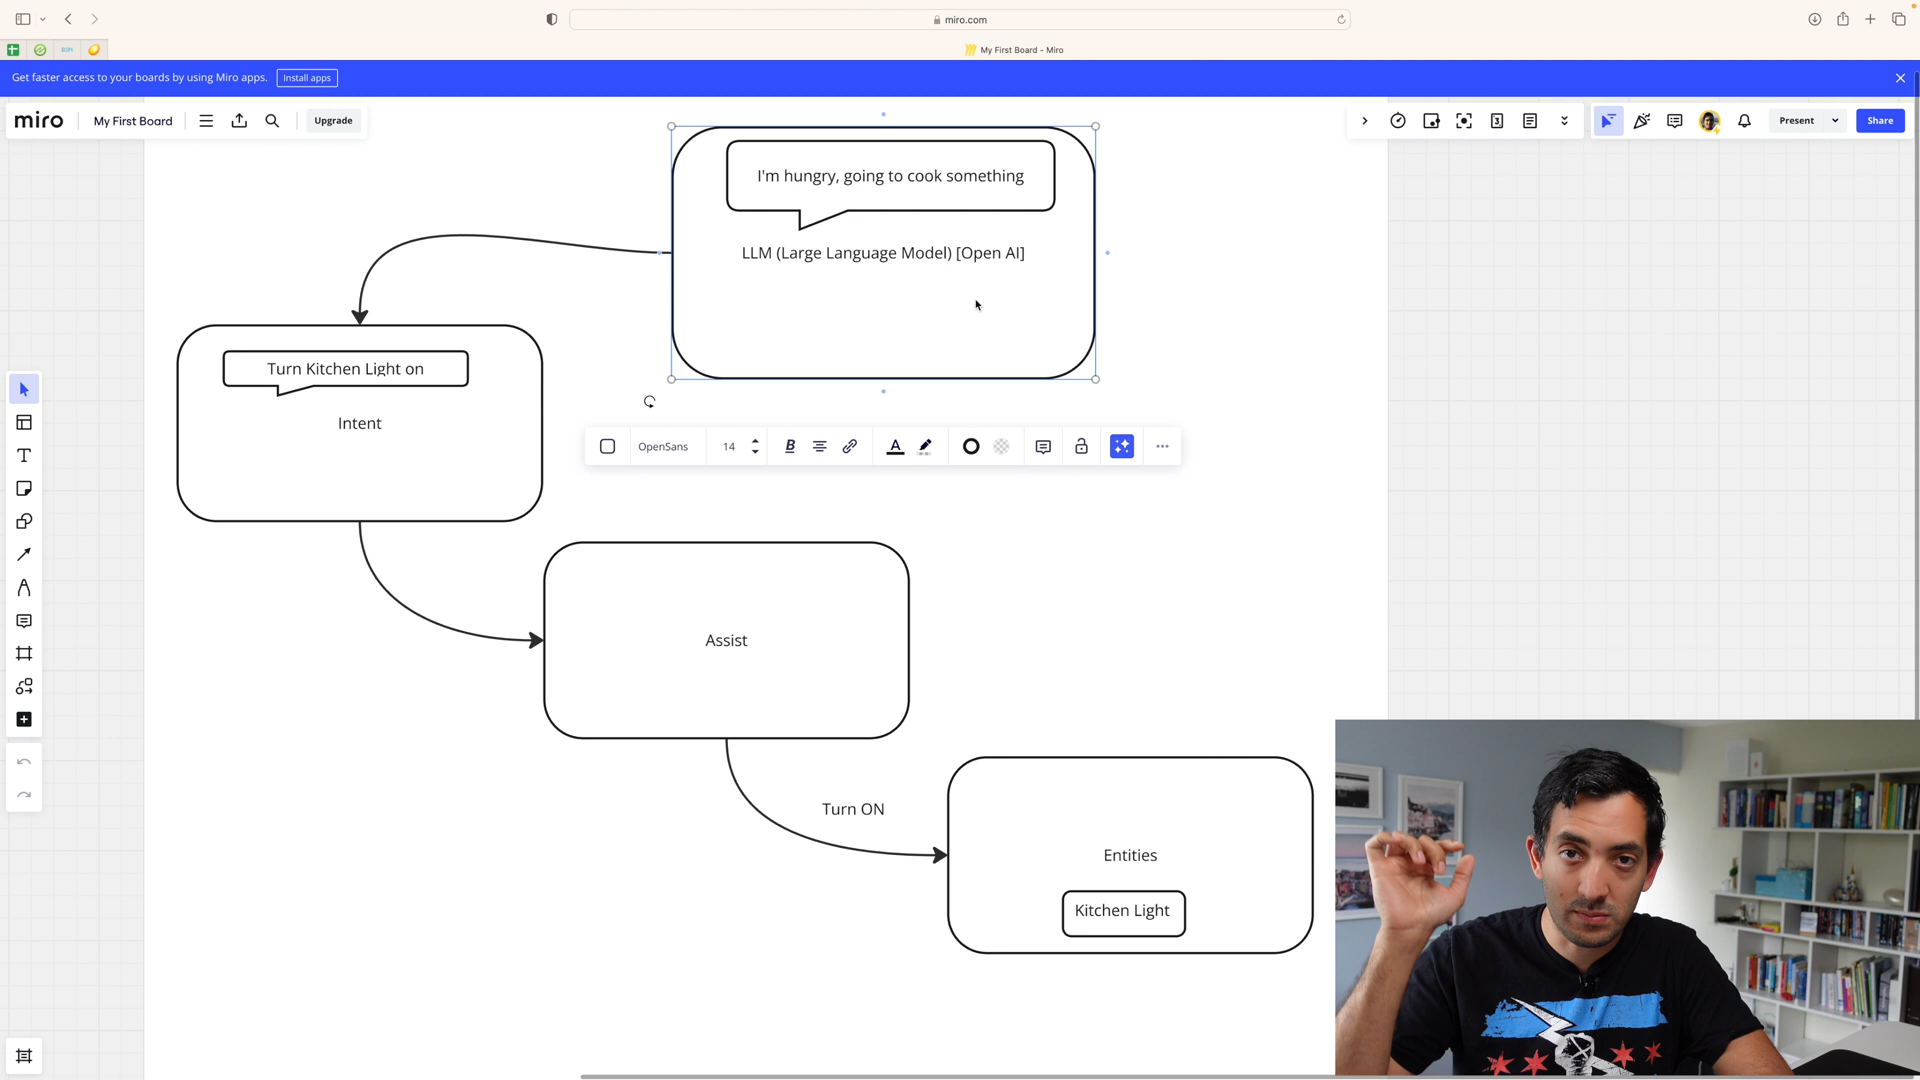 miro.com
My First Board - Miro
Get faster access to your boards by using Miro apps.
Install apps
miro
My First Board
Upgrade
3
Present
Share
I'm hungry, going to cook something
LLM (Large Language Model) [Open AI]
Turn Kitchen Light on
Intent
OpenSans
14
B
A
Assist
Turn ON
Entities
Kitchen Light